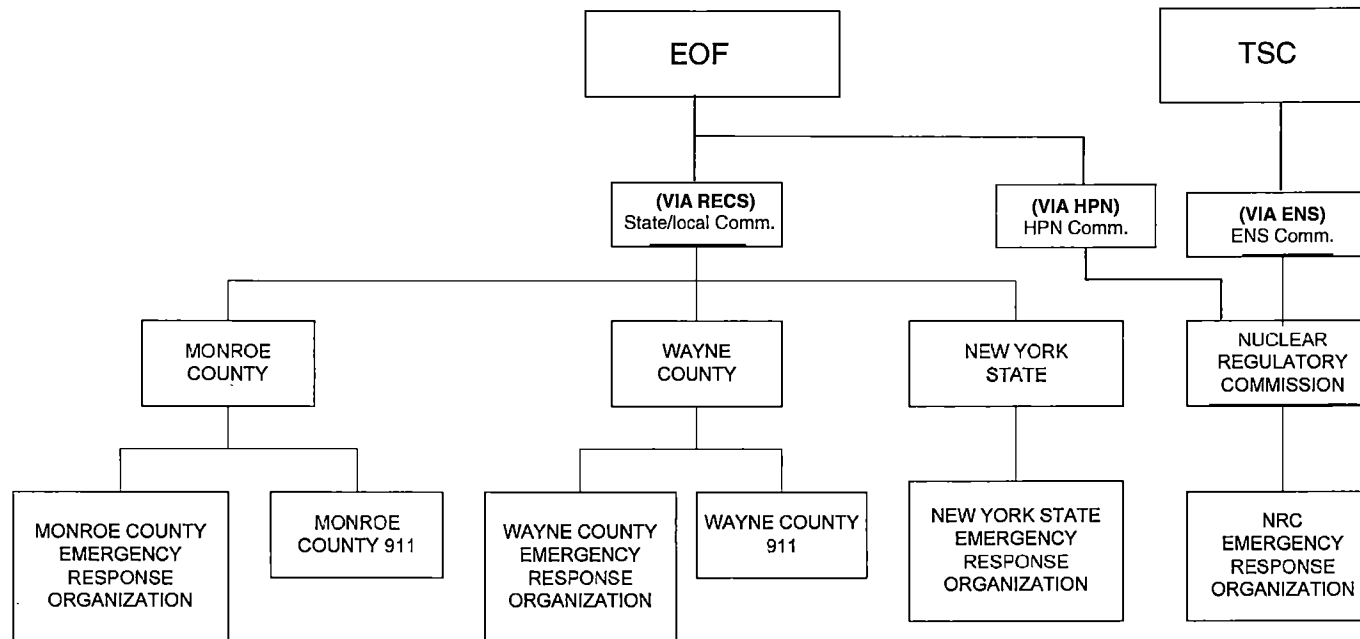 EOF
TSC
(VIA RECS)
State/local Comm.
(VIA HPN)
HPN Comm.
(VIA ENS)
ENS Comm.
MONROE
COUNTY
WAYNE
COUNTY
NEW YORK
STATE
NUCLEAR
REGULATORY
COMMISSION
MONROE COUNTY
EMERGENCY
RESPONSE
ORGANIZATION
MONROE
COUNTY 911
WAYNE COUNTY
EMERGENCY
RESPONSE
ORGANIZATION
WAYNE COUNTY
911
NEW YORK STATE
EMERGENCY
RESPONSE
ORGANIZATION
NRC
EMERGENCY
RESPONSE
ORGANIZATION